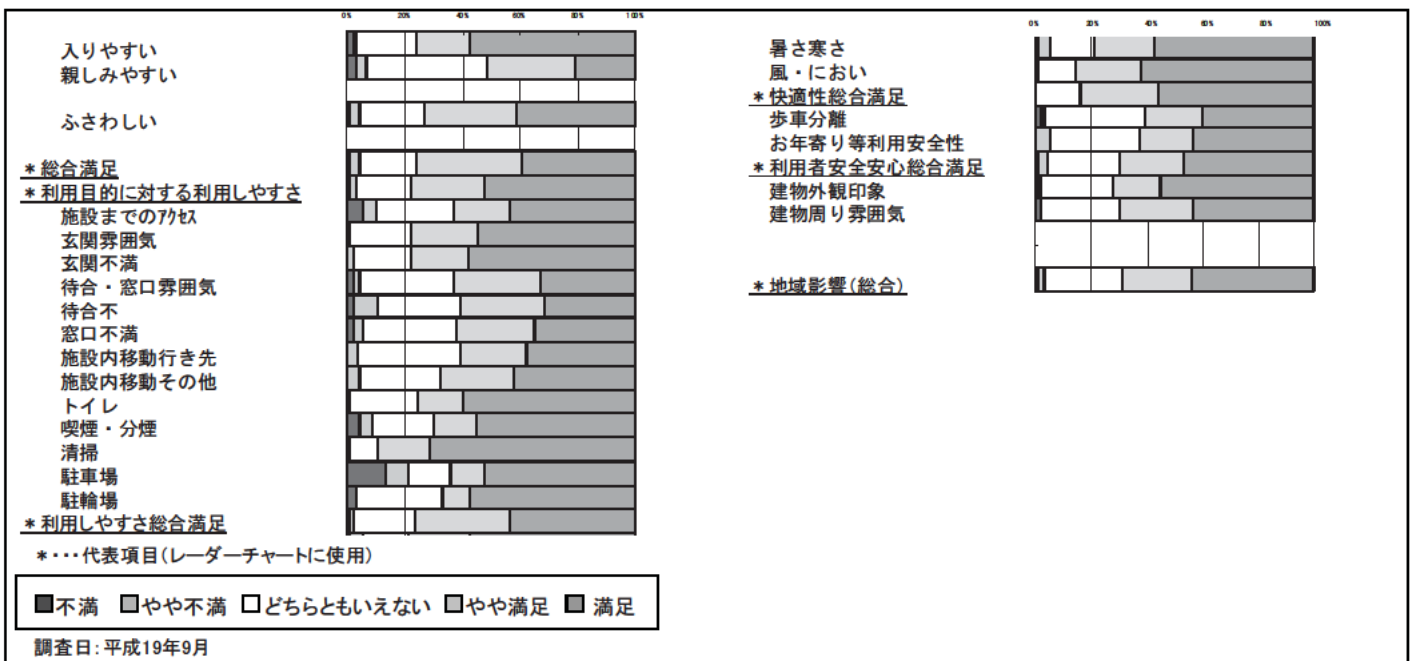 0% 20% 40% 60% 80% 100%
入りやすい
親しみやすい
ふさわしい
*総合満足
*利用目的に対する利用しやすさ
施設までのアクセス
玄関雰囲気
玄関不満
待合・窓口雰囲気
待合不
窓口不満
施設内移動行き先
施設内移動その他
トイレ
喫煙・分煙
清掃
駐車場
駐輪場
*利用しやすさ総合満足
*・・・代表項目(レーダーチャートに使用)
0% 20% 40% 60% 80% 100%
暑さ寒さ
風・におい
*快適性総合満足
歩車分離
お年寄り等利用安全性
*利用者安全安心総合満足
建物外観印象
建物周り雰囲気
*地域影響(総合)
■不満 ■やや不満 □どちらともいえない ■やや満足 ■ 満足
調査日:平成19年9月